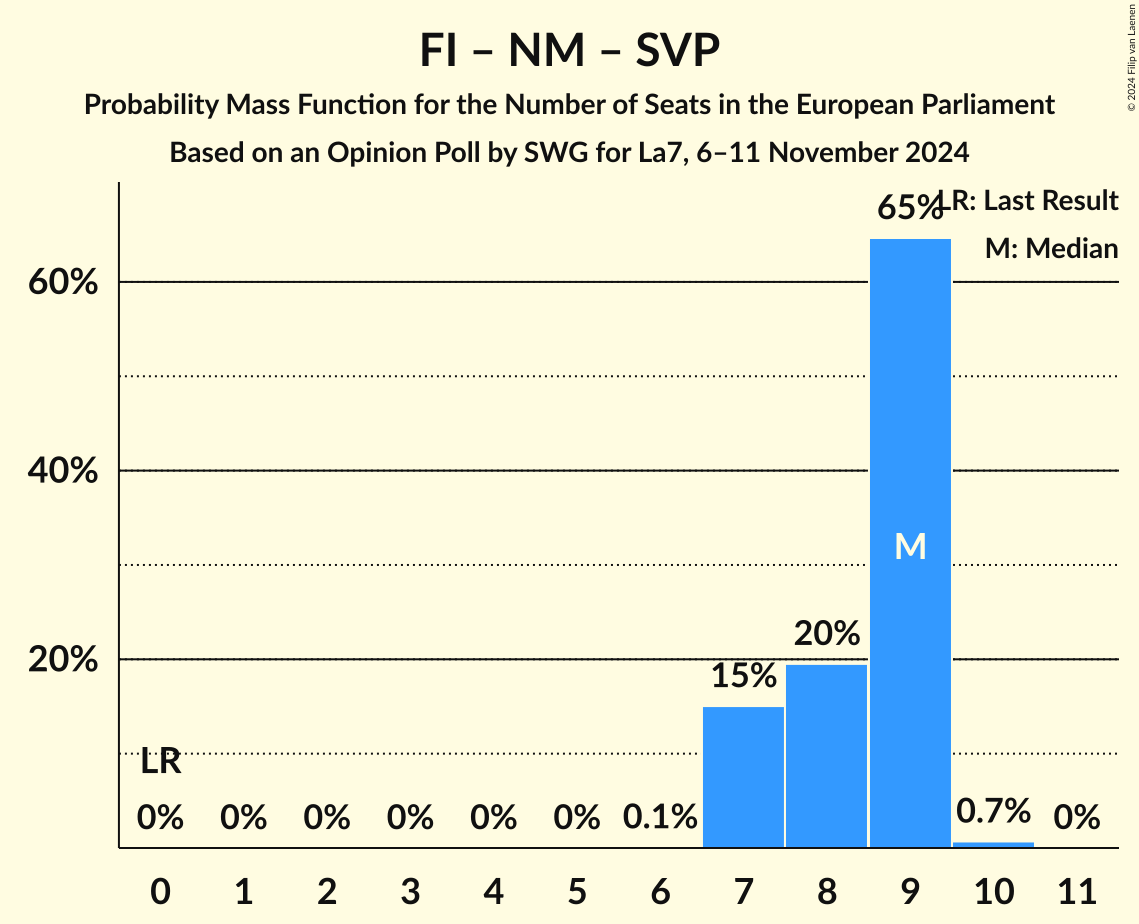 FI – NM – SVP
Probability Mass Function for the Number of Seats in the European Parliament
Based on an Opinion Poll by SWG for La7, 6–11 November 2024
© 2024 Filip van Laenen
LR: Last Result
M: Median
65%
60%
40%
M
20%
20%
15%
LR
0% 0% 0% 0% 0% 0% 0.1% 0.7% 0%
0 1 2 3 4 5 6 7 8 9 10 11